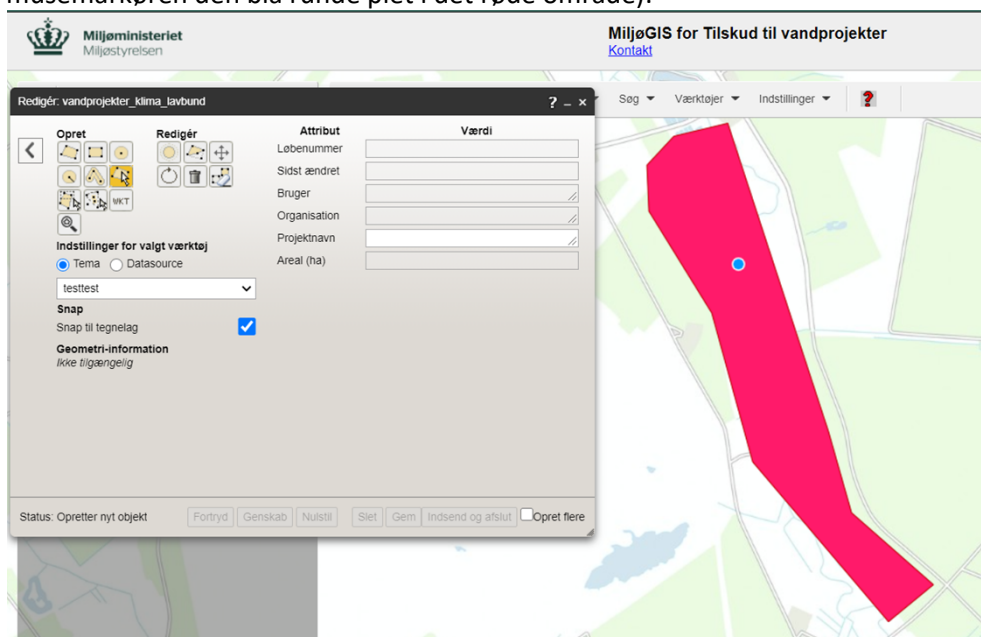 musemarkøren den blå runde plet i det røde område).
Miljøministeriet
Miljøstyrelsen
MiljøGIS for Tilskud til vandprojekter
Kontakt
Søg
Værktøjer
Indstillinger
?
Redigér: vandprojekter_klima_lavbund
? – ×
Opret
Redigér
WKT
Indstillinger for valgt værktøj
Tema
Datasource
testtest
Snap
Snap til tegnelag
Geometri-information
Ikke tilgængelig
Attribut
Værdi
Løbenummer
Sidst ændret
Bruger
Organisation
Projektnavn
Areal (ha)
Status: Opretter nyt objekt
Fortryd
Genskab
Nulstil
Slet
Gem
Indsend og afslut
Opret flere